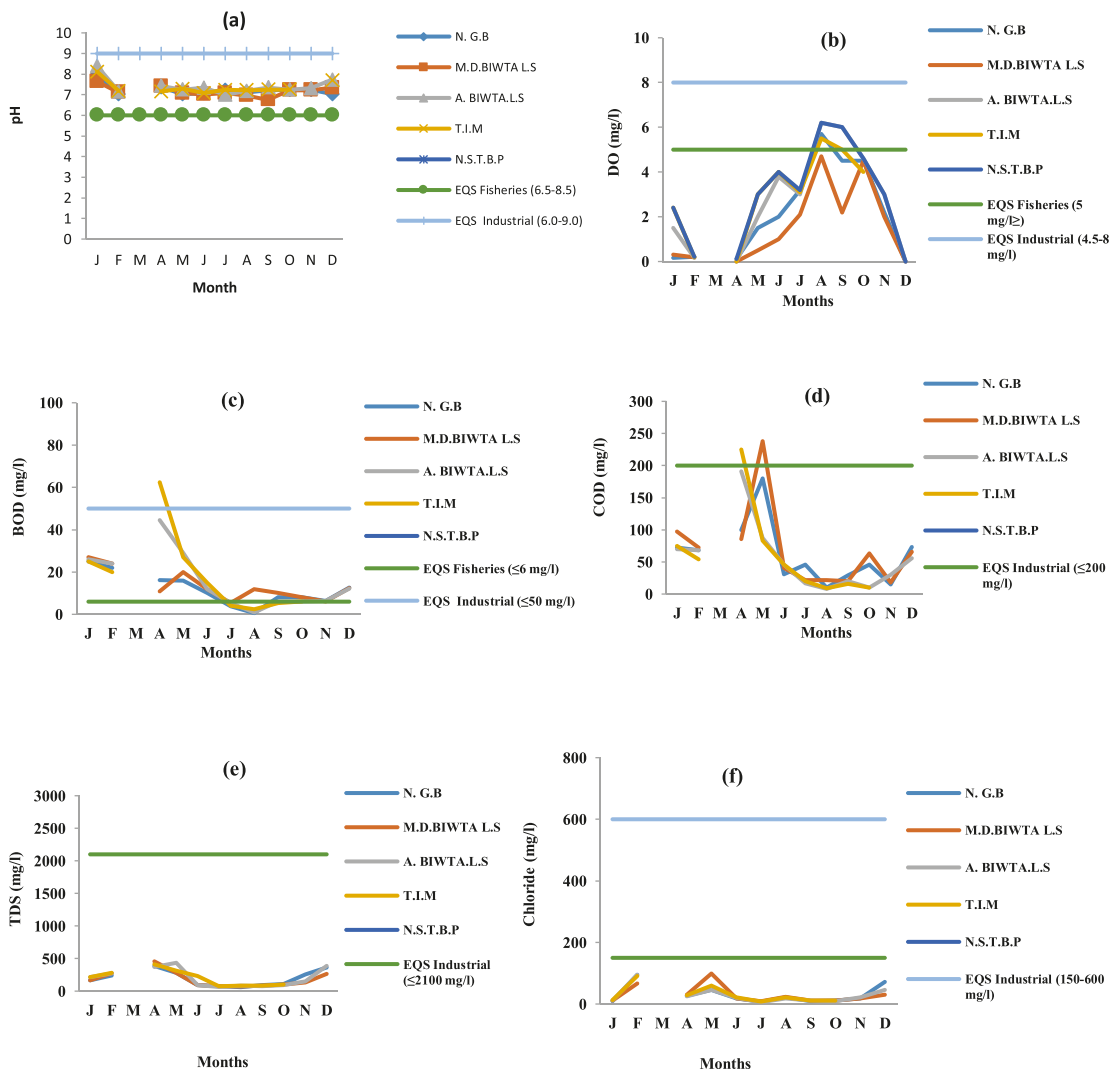 (a)
pH
10
9
8
7
6
5
4
3
2
1
0
J F M A M J J A S O N D
Month
N. G.B
M.D.BIWTA L.S
A. BIWTA.L.S
T.I.M
N.S.T.B.P
EQS Fisheries (6.5-8.5)
EQS Industrial (6.0-9.0)
(b)
DO (mg/l)
10
8
6
4
2
0
J F M A M J J A S O N D
Months
N. G.B
M.D.BIWTA L.S
A. BIWTA.L.S
T.I.M
N.S.T.B.P
EQS Fisheries (5
mg/l≥)
EQS Industrial (4.5-8
mg/l)
(c)
BOD (mg/l)
100
80
60
40
20
0
J F M A M J J A S O N D
Months
N. G.B
M.D.BIWTA L.S
A. BIWTA.L.S
T.I.M
N.S.T.B.P
EQS Fisheries (≤6 mg/l)
EQS Industrial (≤50 mg/l)
(d)
COD (mg/l)
300
250
200
150
100
50
0
J F M A M J J A S O N D
Months
N. G.B
M.D.BIWTA L.S
A. BIWTA.L.S
T.I.M
N.S.T.B.P
EQS Industrial (≤200
mg/l)
(e)
TDS (mg/l)
3000
2500
2000
1500
1000
500
0
J F M A M J J A S O N D
Months
N. G.B
M.D.BIWTA L.S
A. BIWTA.L.S
T.I.M
N.S.T.B.P
EQS Industrial
(≤2100 mg/l)
(f)
Chloride (mg/l)
800
600
400
200
0
J F M A M J J A S O N D
Months
N. G.B
M.D.BIWTA L.S
A. BIWTA.L.S
T.I.M
N.S.T.B.P
EQS Industrial (150-600
mg/l)